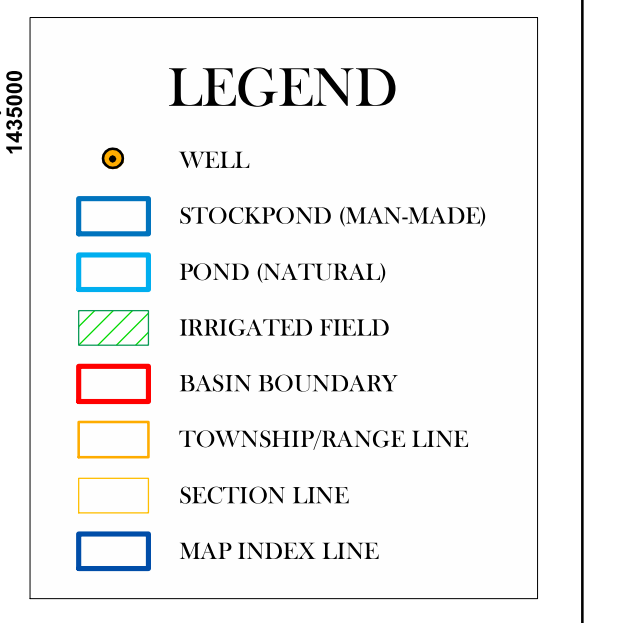 1435000
LEGEND
WELL
STOCKPOND (MAN-MADE)
POND (NATURAL)
IRRIGATED FIELD
BASIN BOUNDARY
TOWNSHIP/RANGE LINE
SECTION LINE
MAP INDEX LINE